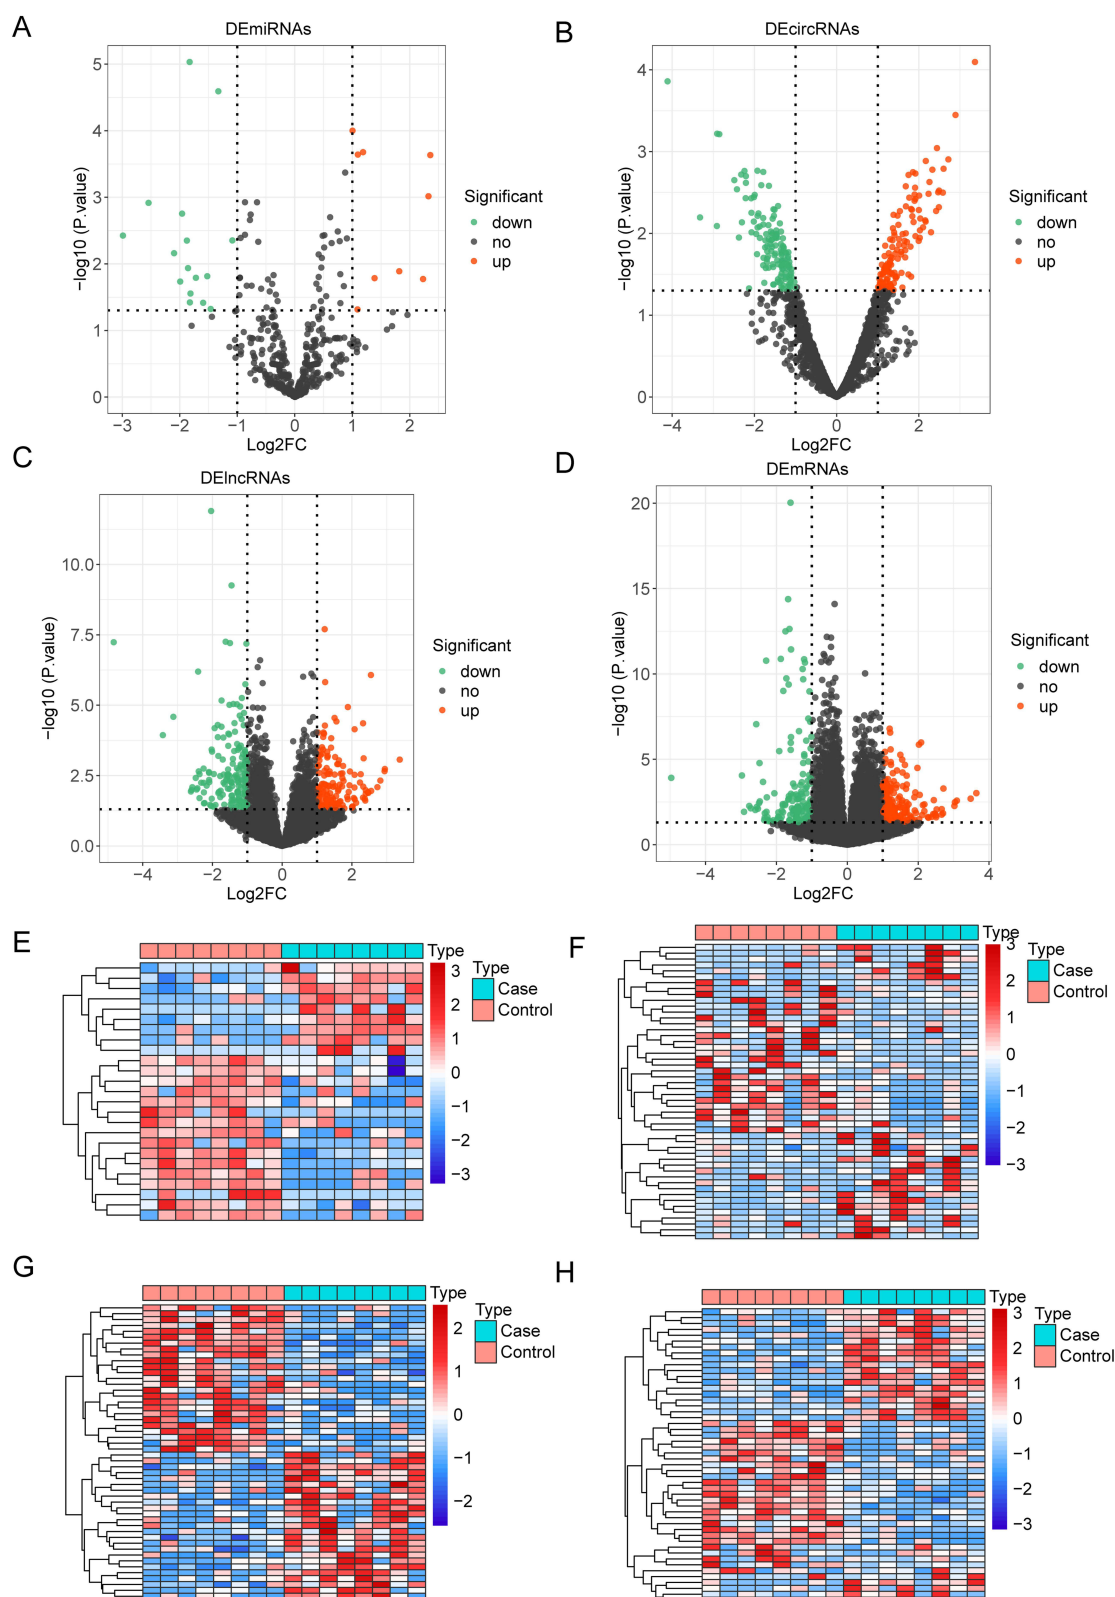 A
DEmiRNAs
−log10 (P.value)
5
4
3
2
1
0
−3
−2
−1
0
1
2
Log2FC
Significant
down
no
up
B
DEcircRNAs
−log10 (P.value)
4
3
2
1
0
−4
−2
0
2
Log2FC
Significant
down
no
up
C
DElncRNAs
−log10 (P.value)
10.0
7.5
5.0
2.5
0.0
−4
−2
0
2
Log2FC
Significant
down
no
up
D
DEmRNAs
−log10 (P.value)
20
15
10
5
0
−4
−2
0
2
4
Log2FC
Significant
down
no
up
E
Type
3
2
1
0
−1
−2
−3
Type
Case
Control
F
Type
3
2
1
0
−1
−2
−3
Type
Case
Control
G
Type
2
1
0
−1
−2
Type
Case
Control
H
Type
3
2
1
0
−1
−2
−3
Type
Case
Control